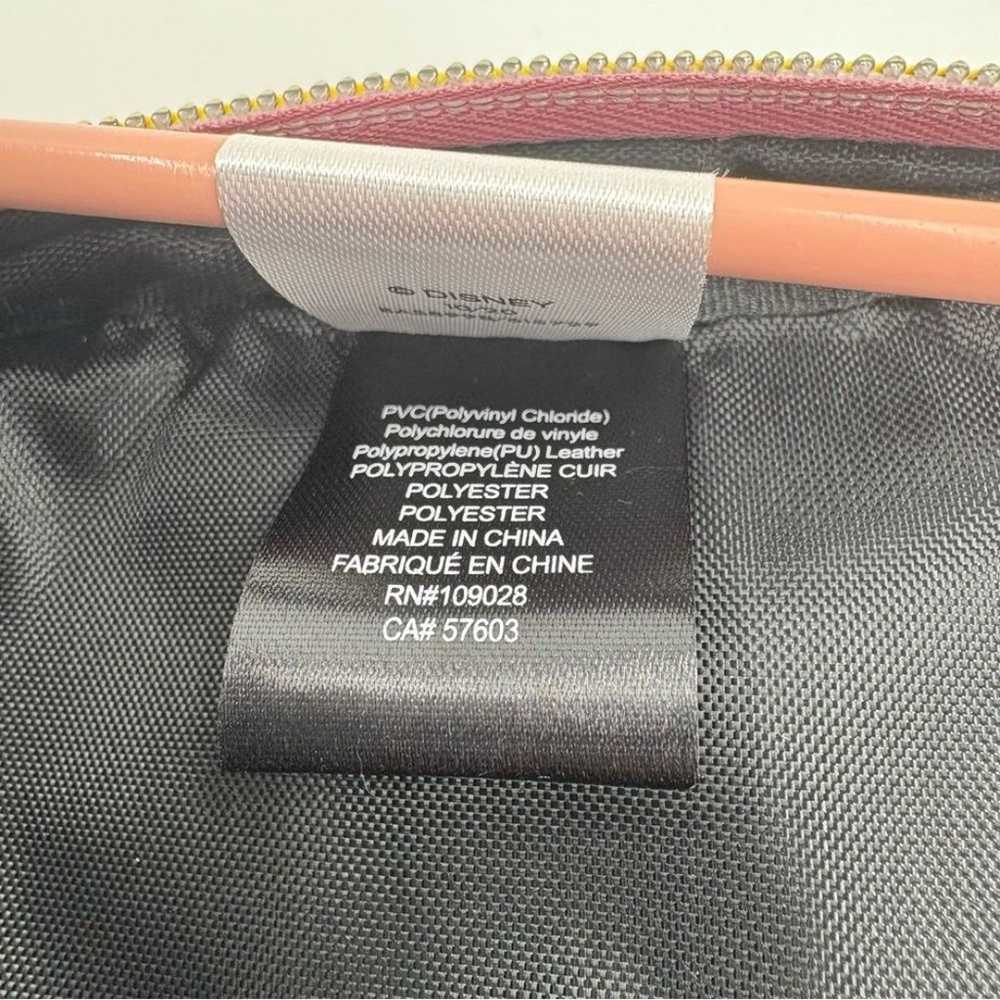 © DISNEY
PVC(Polyvinyl Chloride)
Polychlorure de vinyle
Polypropylene(PU) Leather
POLYPROPYLÈNE CUIR
POLYESTER
POLYESTER
MADE IN CHINA
FABRIQUÉ EN CHINE
RN#109028
CA# 57603